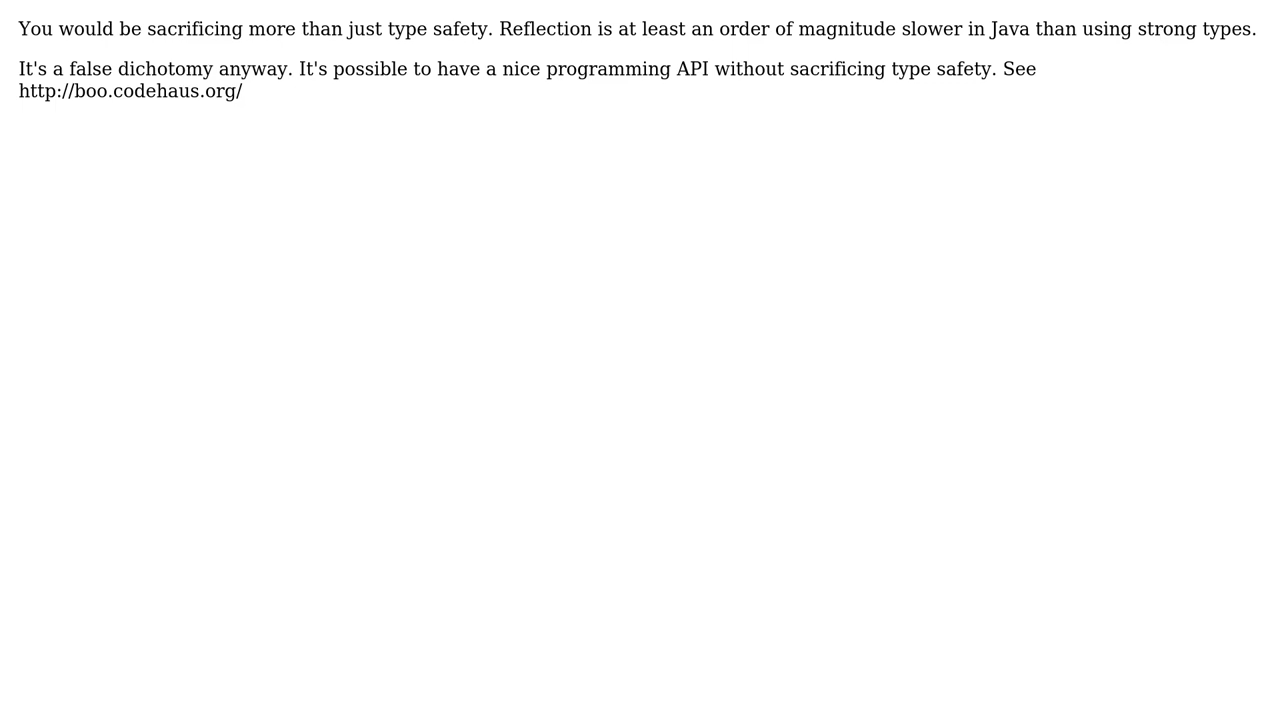 You would be sacrificing more than just type safety. Reflection is at least an order of magnitude slower in Java than using strong types.
It's a false dichotomy anyway. It's possible to have a nice programming API without sacrificing type safety. See
http://boo.codehaus.org/